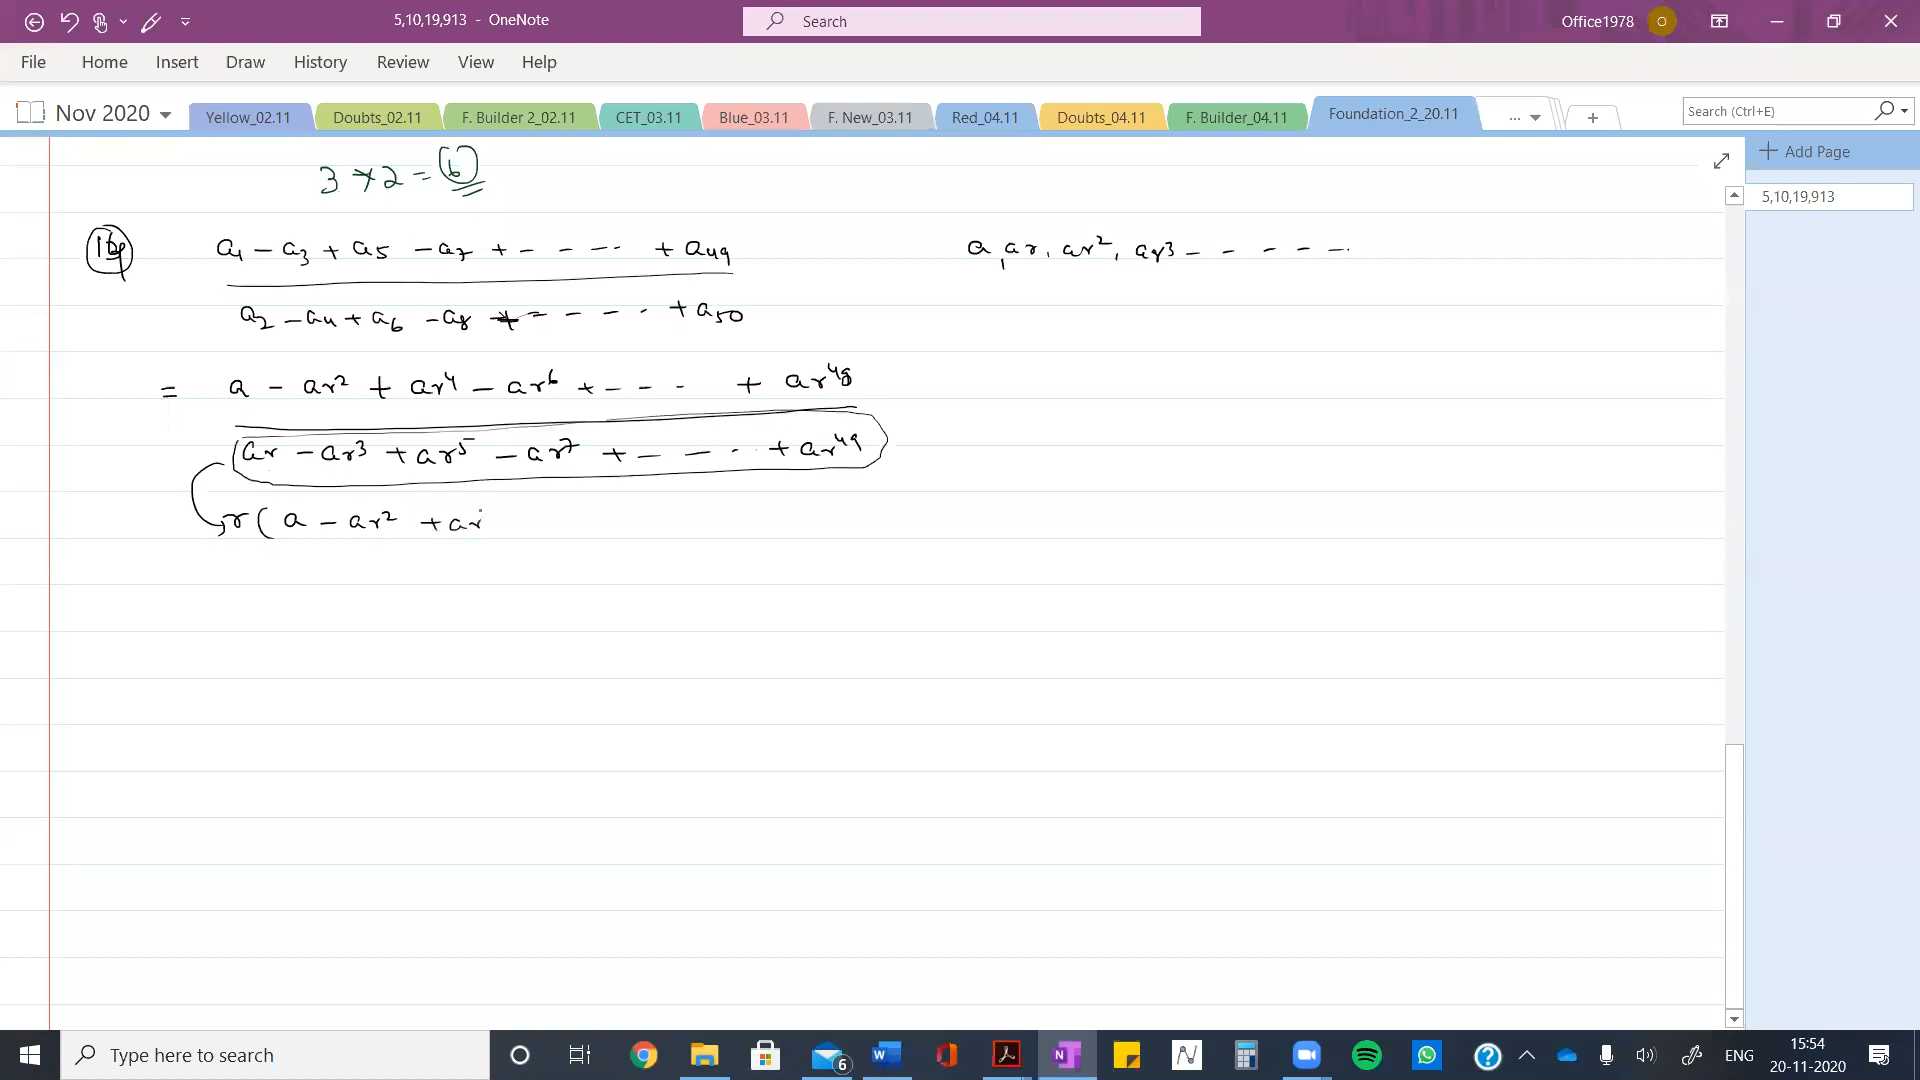 5,10,19,913 - OneNote
Search
Office1978
O
File Home Insert Draw History Review View Help
Nov 2020
Yellow_02.11
Doubts_02.11
F. Builder 2_02.11
CET_03.11
Blue_03.11
F. New_03.11
Red_04.11
Doubts_04.11
F. Builder_04.11
Foundation_2_20.11
...
Search (Ctrl+E)
Add Page
5,10,19,913
3 * 2 = 6
a1 - a3 + a5 - a7 + - - - - - + a49
a, ar, ar², ar³ - - - - - -
a2 - a4 + a6 - a8 + - - - - + a50
= a - ar² + ar⁴ - ar⁶ + - - - - + ar⁴⁸
ar - ar³ + ar⁵ - ar⁷ + - - - - + ar⁴⁹
r ( a - ar² + ar
Type here to search
6
ENG
15:54
20-11-2020